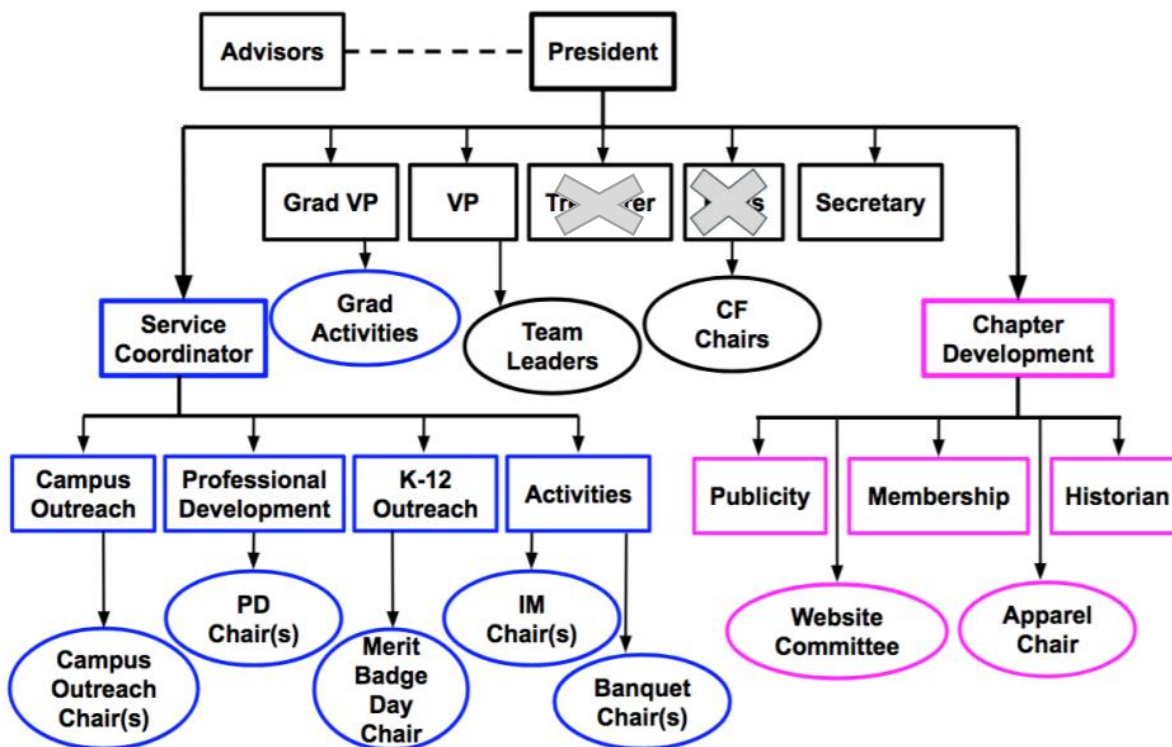 Advisors
President
Grad VP
VP
Secretary
Grad
Activities
Team
Leaders
CF
Chairs
Service
Coordinator
Chapter
Development
Campus
Outreach
Professional
Development
K-12
Outreach
Activities
Publicity
Membership
Historian
PD
Chair(s)
IM
Chair(s)
Website
Committee
Apparel
Chair
Campus
Outreach
Chair(s)
Merit
Badge
Day
Chair
Banquet
Chair(s)